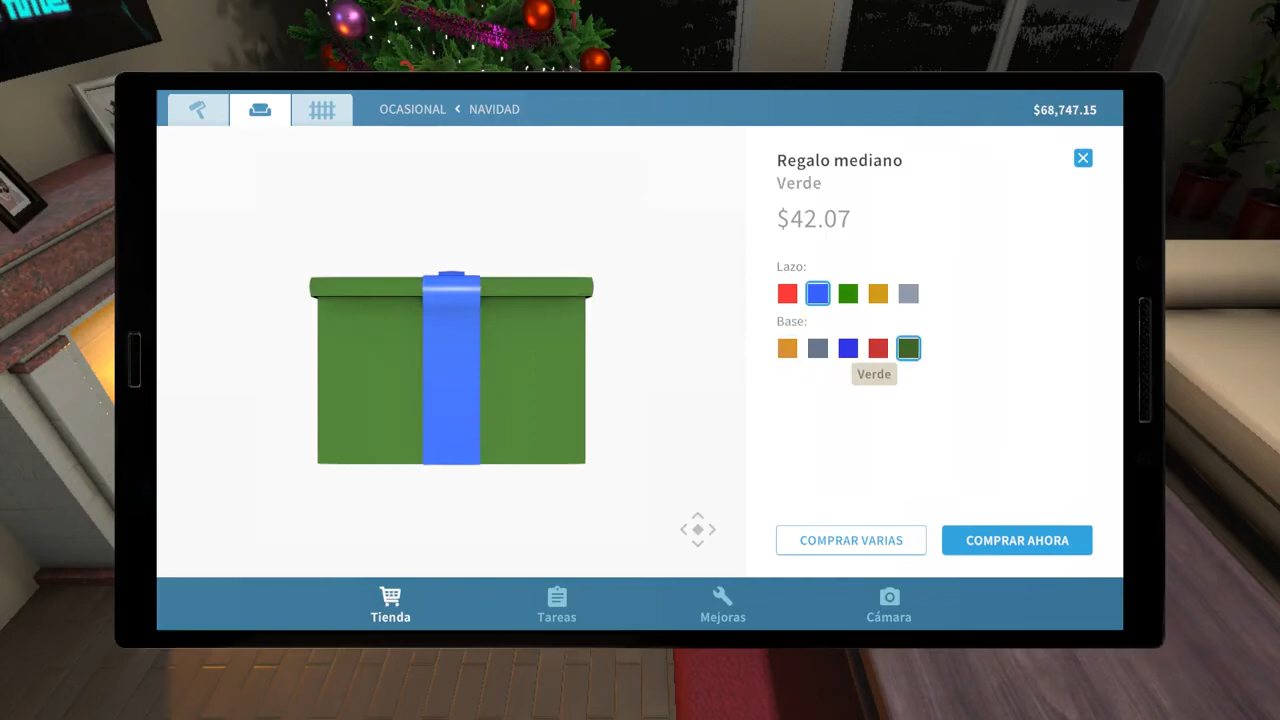 OCASIONAL < NAVIDAD
$68,747.15
Regalo mediano
Verde
$42.07
Lazo:
Base:
Verde
COMPRAR VARIAS
COMPRAR AHORA
Tienda
Tareas
Mejoras
Cámara